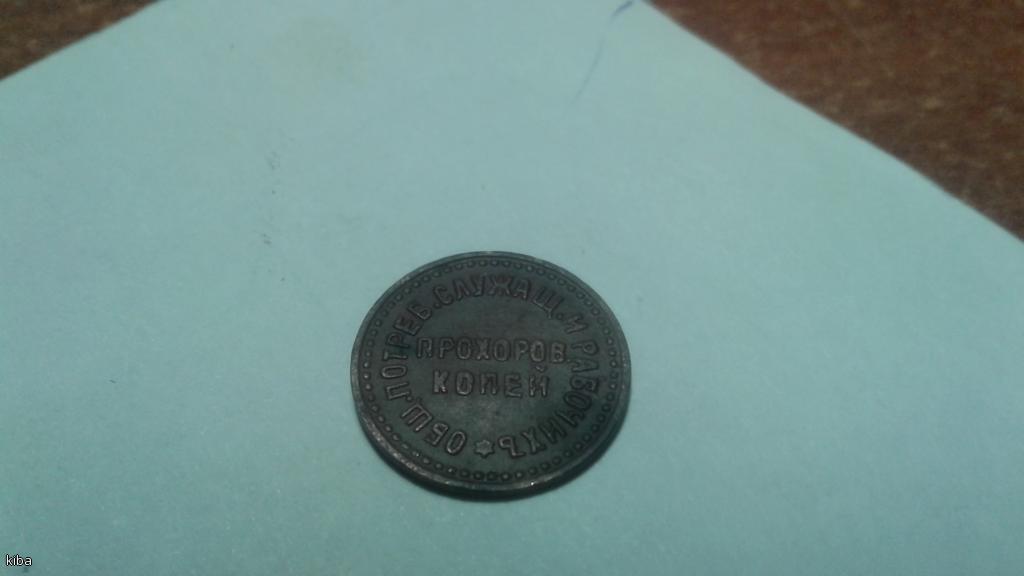 ОБЩ. ПОТРЕБ. СЛУЖАЩ. И РАБОЧИХЪ
ПРОХОРОВ.
КОПЕЙ
kiba